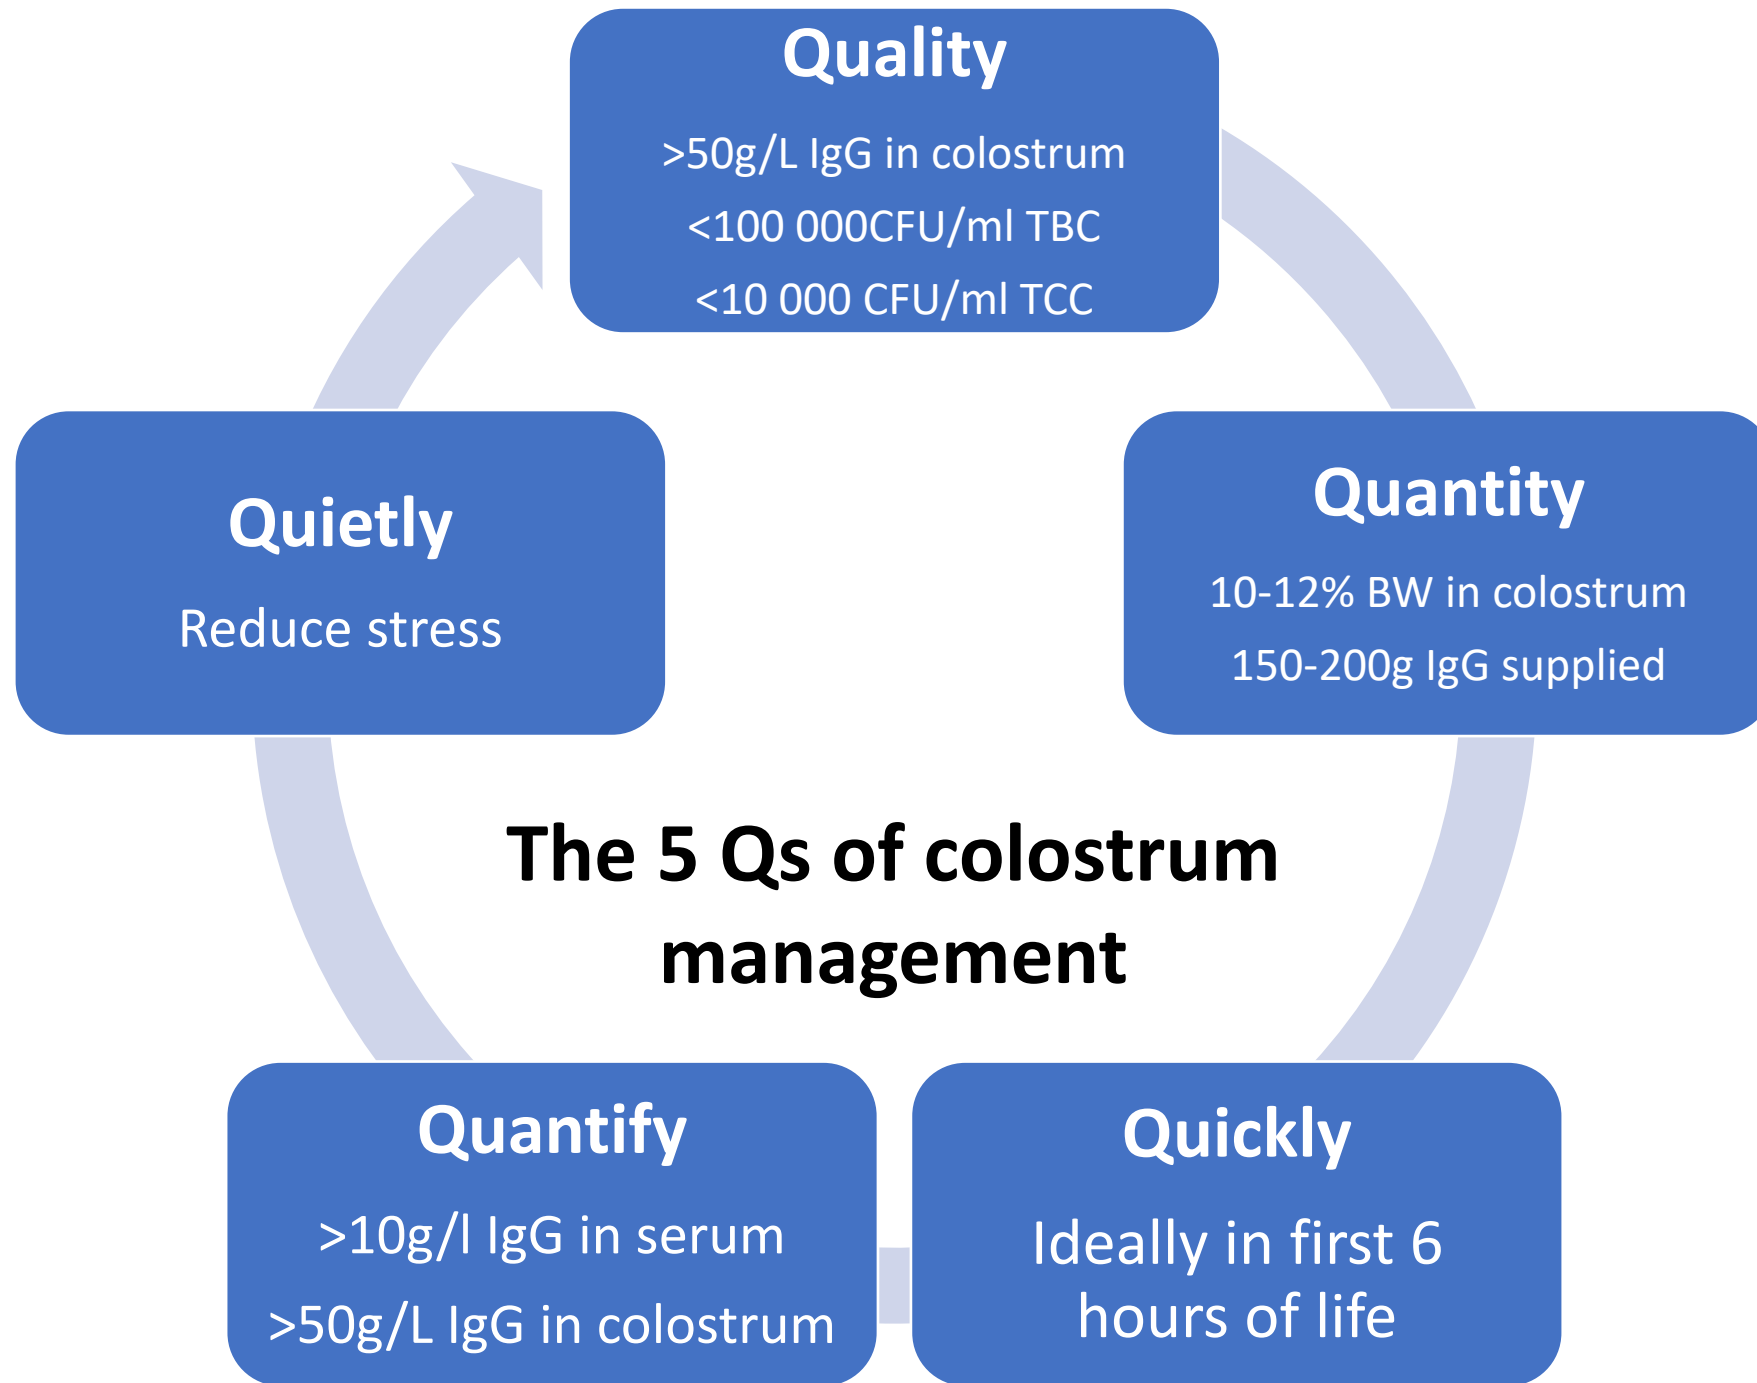 Quality
>50g/L IgG in colostrum
<100 000CFU/ml TBC
<10 000 CFU/ml TCC
Quantity
10-12% BW in colostrum
150-200g IgG supplied
Quickly
Ideally in first 6
hours of life
Quantify
>10g/l IgG in serum
>50g/L IgG in colostrum
Quietly
Reduce stress
The 5 Qs of colostrum
management